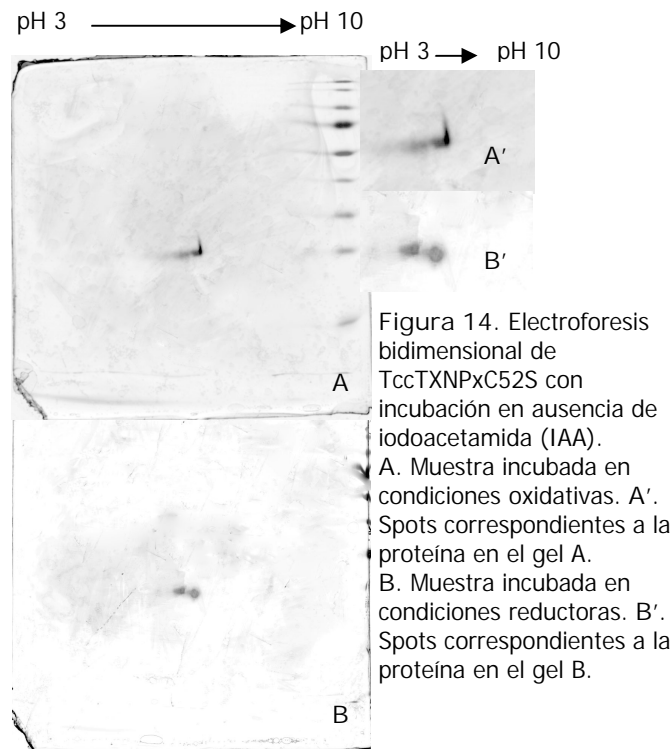 pH 3 pH 10
pH 3 pH 10
A'
B'
A
B
Figura 14. Electroforesis
bidimensional de
TccTXNPxC52S con
incubación en ausencia de
iodoacetamida (IAA).
A. Muestra incubada en
condiciones oxidativas. A'.
Spots correspondientes a la
proteína en el gel A.
B. Muestra incubada en
condiciones reductoras. B'.
Spots correspondientes a la
proteína en el gel B.